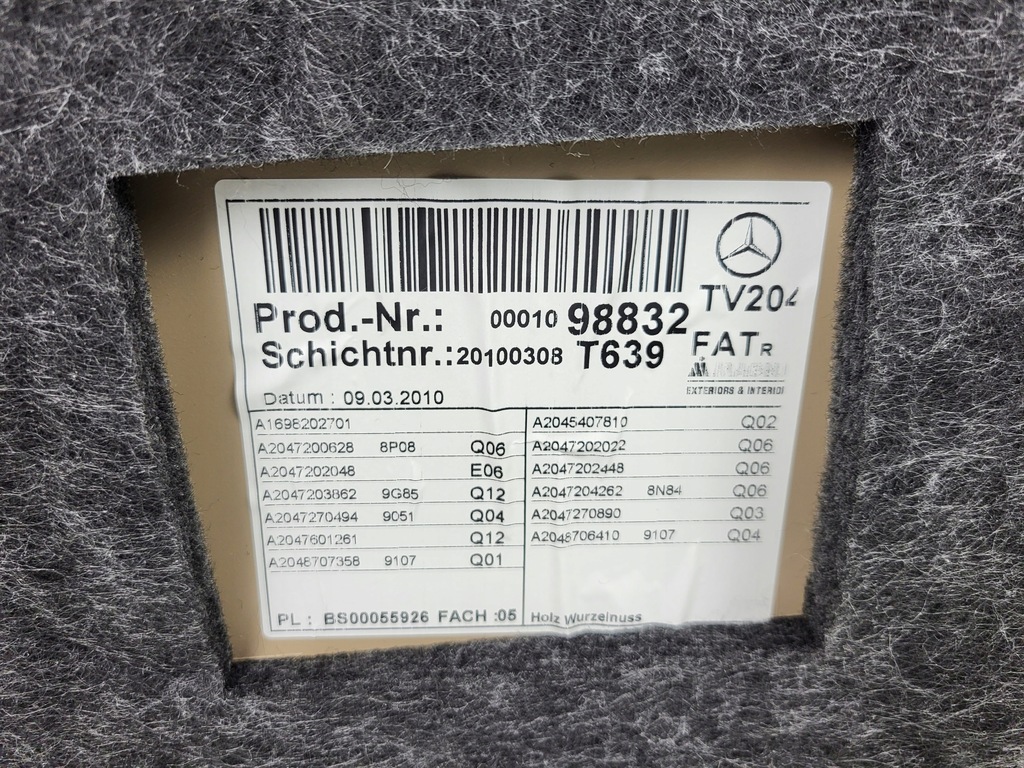 TV204
Prod.-Nr.: 00010 98832
FATR
Schichtnr.: 20100308 T639
EXTERIORS & INTERIORS
Datum : 09.03.2010
A1698202701
A2047200628 8P08 Q06
A2047202048 E06
A2047203862 9G85 Q12
A2047270494 9051 Q04
A2047601261 Q12
A2048707358 9107 Q01
A2045407810 Q02
A2047202022 Q06
A2047202448 Q06
A2047204262 8N84 Q06
A2047270890 Q03
A2048706410 9107 Q04
PL : BS00055926 FACH :05
Holz Wurzelnuss